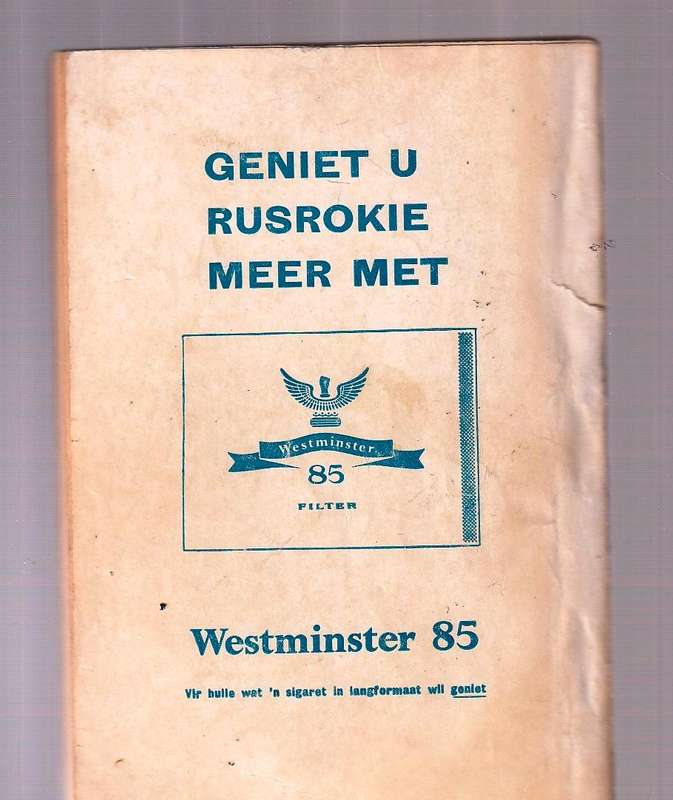 GENIET U
RUSROKIE
MEER MET
Westminster
85
FILTER
Westminster 85
Vir hulle wat 'n sigaret in langformaat wil geniet